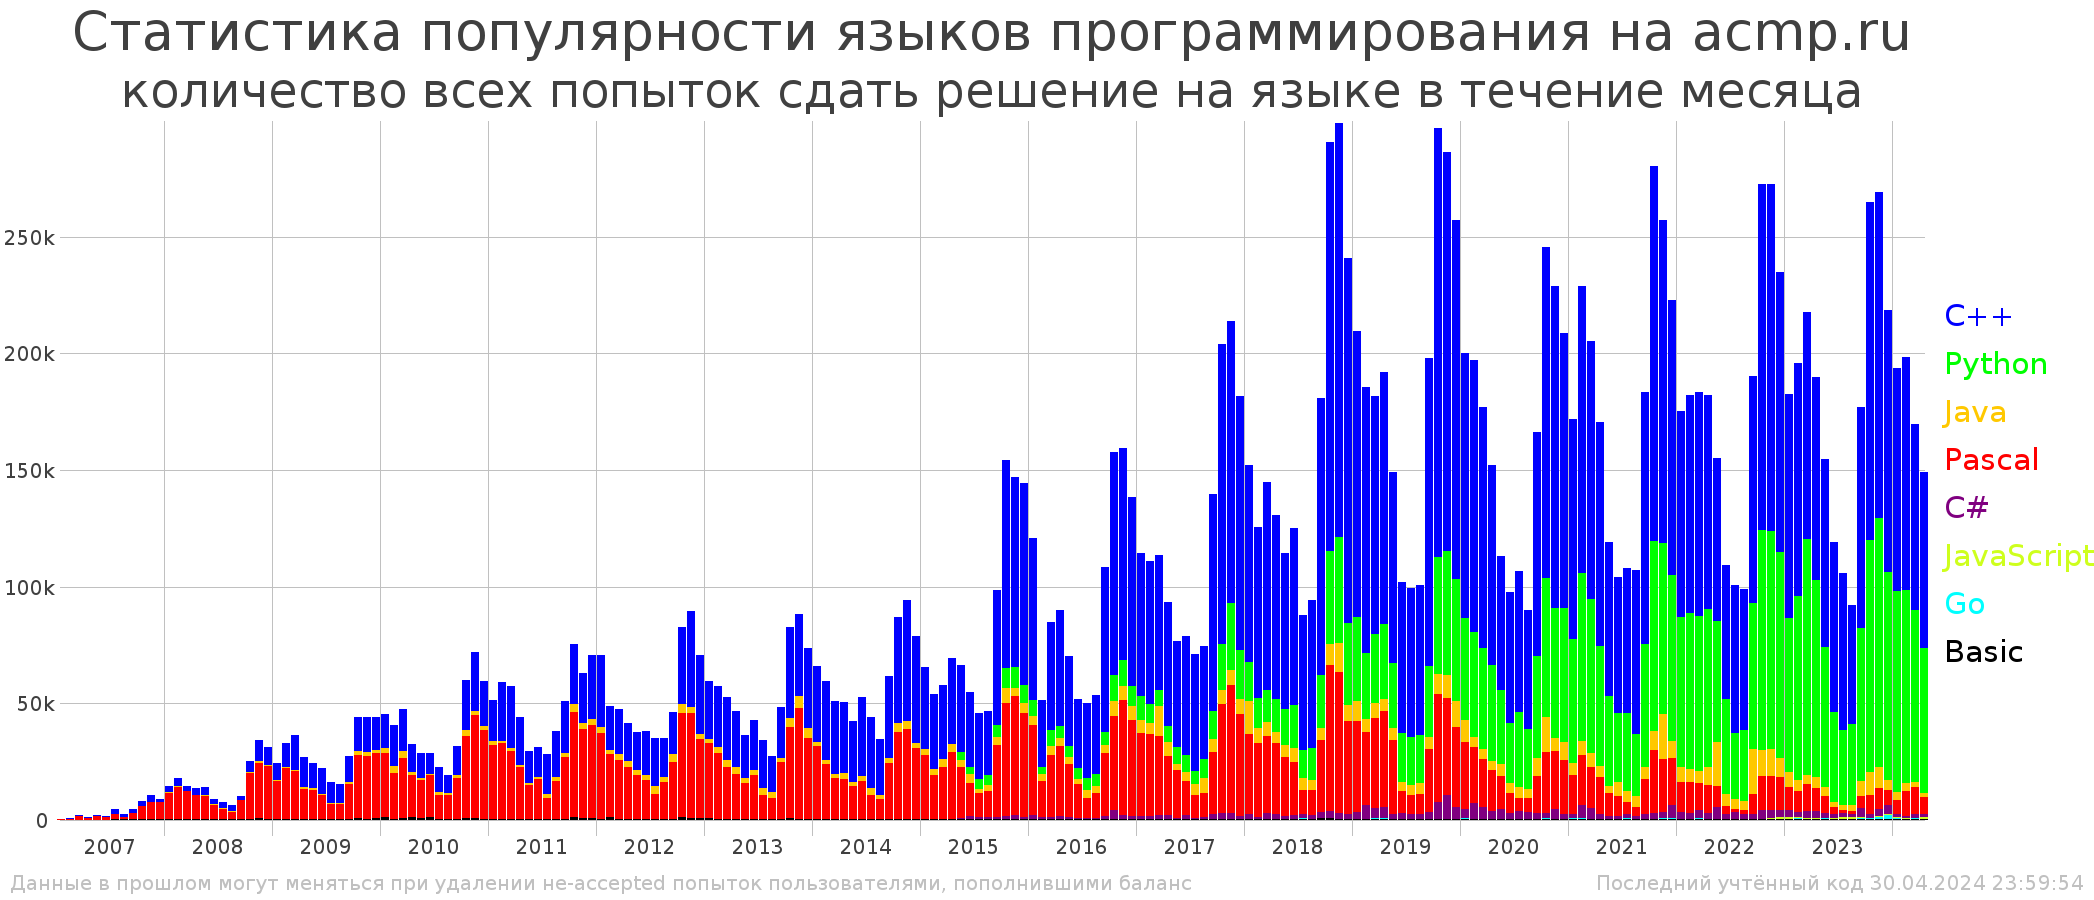 Статистика популярности языков программирования на acmp.ru
количество всех попыток сдать решение на языке в течение месяца
250k
200k
150k
100k
50k
0
C++
Python
Java
Pascal
C#
JavaScript
Go
Basic
2007 2008 2009 2010 2011 2012 2013 2014 2015 2016 2017 2018 2019 2020 2021 2022 2023
Данные в прошлом могут меняться при удалении не-accepted попыток пользователями, пополнившими баланс
Последний учтённый код 30.04.2024 23:59:54